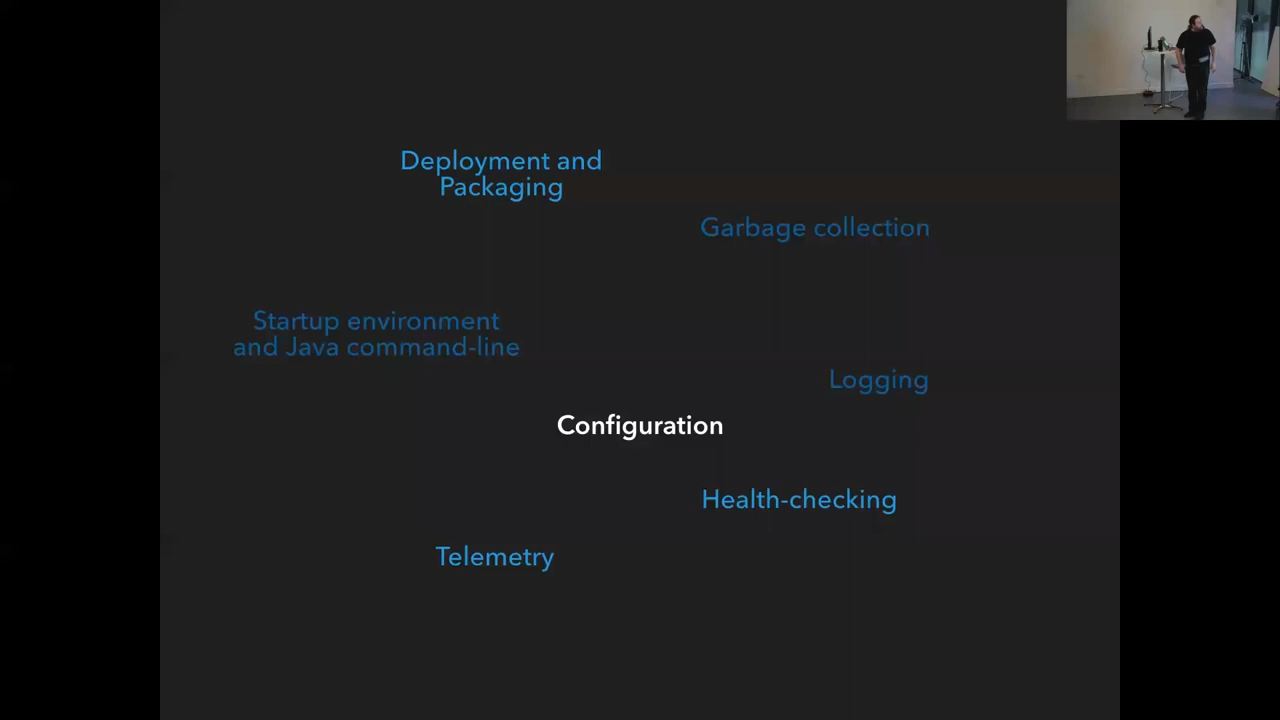 Deployment and
Packaging
Garbage collection
Startup environment
and Java command-line
Logging
Configuration
Health-checking
Telemetry